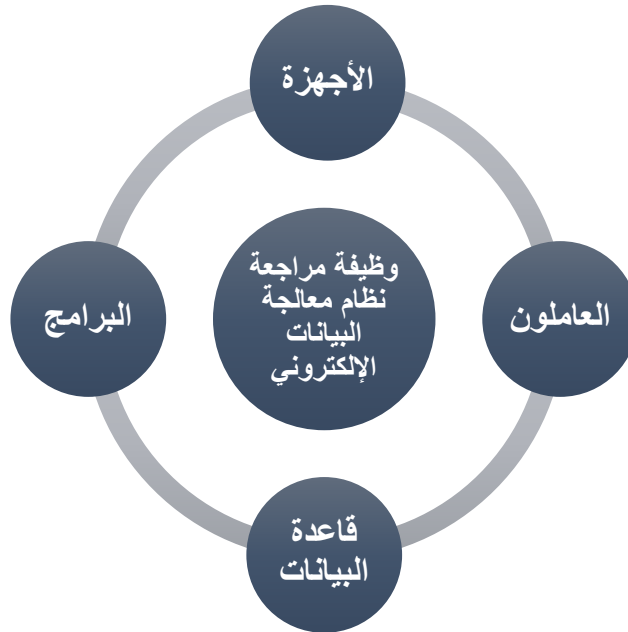 الأجهزة
وظيفة مراجعة
نظام معالجة
البيانات
الإلكتروني
العاملون
البرامج
قاعدة
البيانات